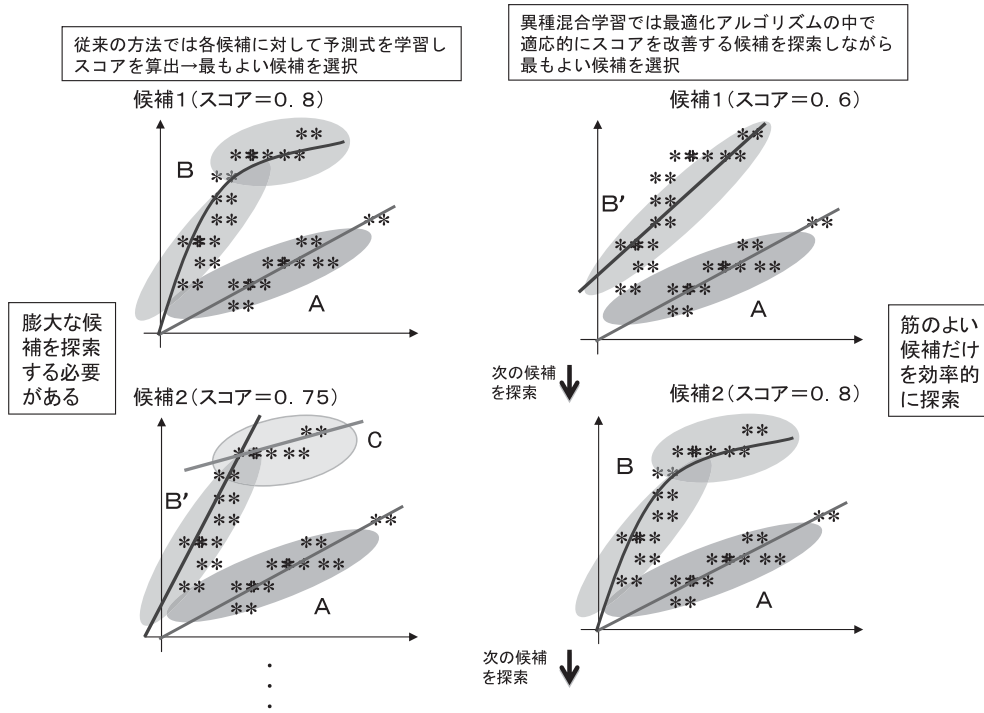 従来の方法では各候補に対して予測式を学習し
スコアを算出→最もよい候補を選択
候補1(スコア=0.8)
B
A
膨大な候
補を探索
する必要
がある
候補2(スコア=0.75)
C
B'
A
異種混合学習では最適化アルゴリズムの中で
適応的にスコアを改善する候補を探索しながら
最もよい候補を選択
候補1(スコア=0.6)
B'
A
筋のよい
候補だけ
を効率的
に探索
次の候補
を探索
候補2(スコア=0.8)
B
A
次の候補
を探索